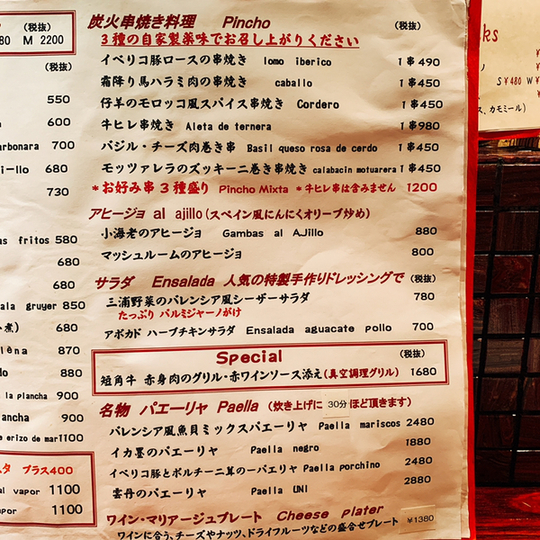 (税抜)
M 2200
(税抜)
550
600
arbonara 700
680
730
as fritos 580
680
680
ala gruyer 850
680
870
680
la plancha 900
ancha 900
e erizo de mar 1100
プラス400
al vapor 1100
vapor 1100
炭火串焼き料理 Pincho (税抜)
3種の自家製薬味でお召し上がりください
イベリコ豚ロースの串焼き lomo iberico 1串490
霜降り馬ハラミ肉の串焼き caballo 1串450
仔羊のモロッコ風スパイス串焼き Cordero 1串450
牛ヒレ串焼き Aleta de ternera 1串980
バジル・チーズ肉巻き串 Basil queso rosa de cerdo 1串450
モッツァレラのズッキーニ巻き串焼き calabacin motuarera 1串450
*お好み串3種盛り Pincho Mixta *牛ヒレ串は含みません 1200
アヒージョ al ajillo (スペイン風にんにくオリーブ炒め)
小海老のアヒージョ Gambas al AJillo 880
マッシュルームのアヒージョ 800
サラダ Ensalada 人気の特製手作りドレッシングで (税抜)
三浦野菜のバレンシア風シーザーサラダ 780
たっぷり パルミジャーノがけ
アボカド ハーブチキンサラダ Ensalada aguacate pollo 700
Special (税抜)
短角牛 赤身肉のグリル・赤ワインソース添え(真空調理グリル) 1680
名物 パエーリャ Paella (炊き上げに 30分 ほど頂きます)
バレンシア風魚貝ミックスパエーリャ Paella mariscos 2480
イカ墨のパエーリャ Paella negro 1880
イベリコ豚とポルチーニ茸のーパエーリャ Paella porchino 2480
雲丹のパエーリャ Paella UNI 2880
ワイン・マリアージュプレート Cheese plater
ワインに合う、チーズやナッツ、ドライフルーツなどの盛合せプレート ¥1380
ks
S ¥480 W
ス、カモミール)